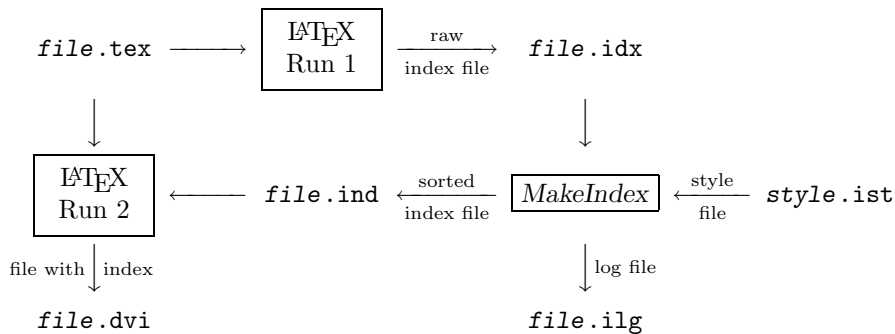 LATEX
file.tex Run 1 raw index file file.idx
LATEX
Run 2 file.ind sorted index file MakeIndex style file style.ist
file with index log file
file.dvi file.ilg